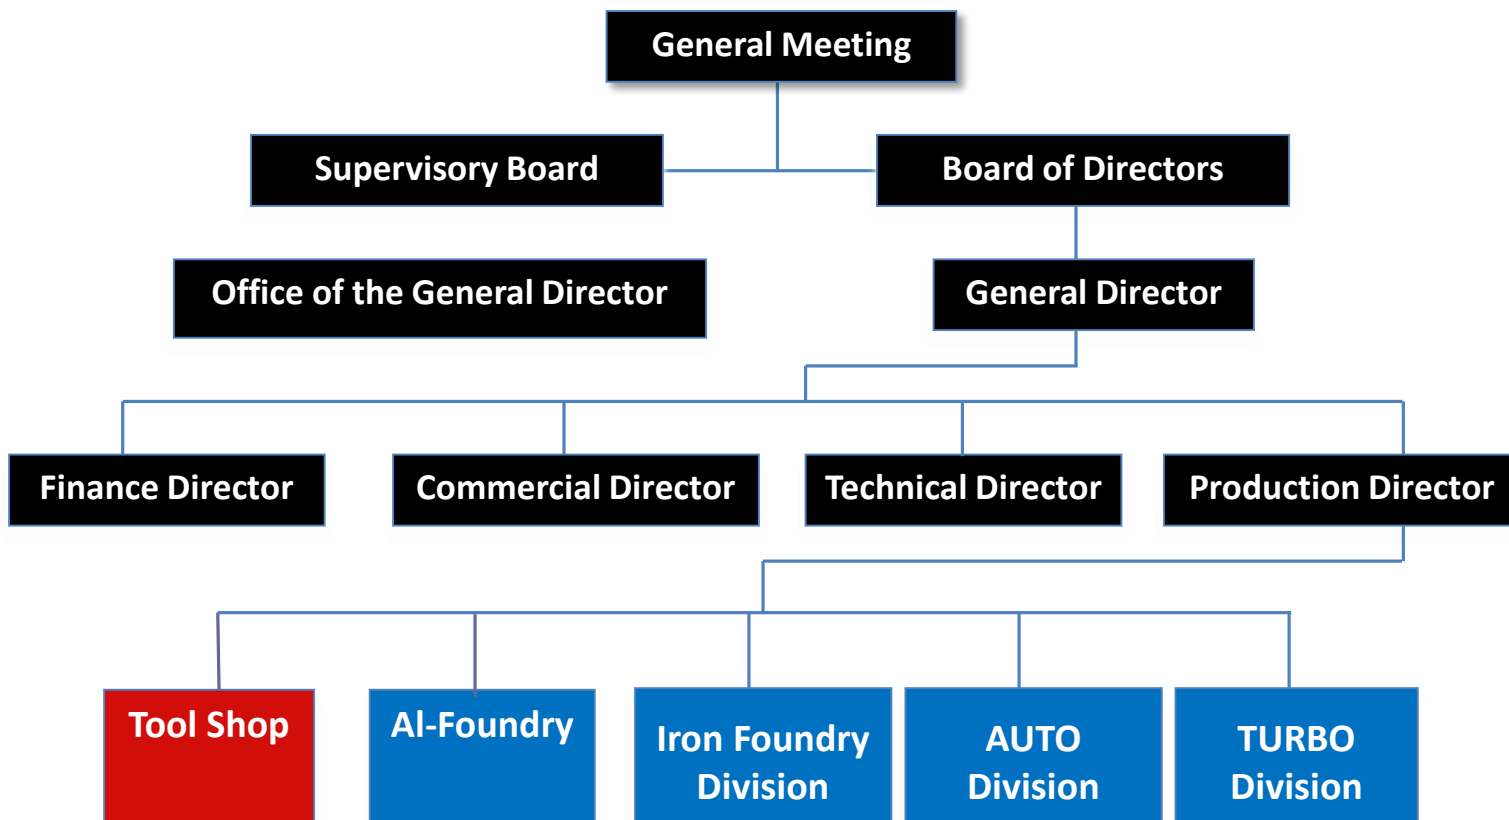 General Meeting
Supervisory Board
Board of Directors
Office of the General Director
General Director
Finance Director
Commercial Director
Technical Director
Production Director
Tool Shop
Al-Foundry
Iron Foundry
Division
AUTO
Division
TURBO
Division